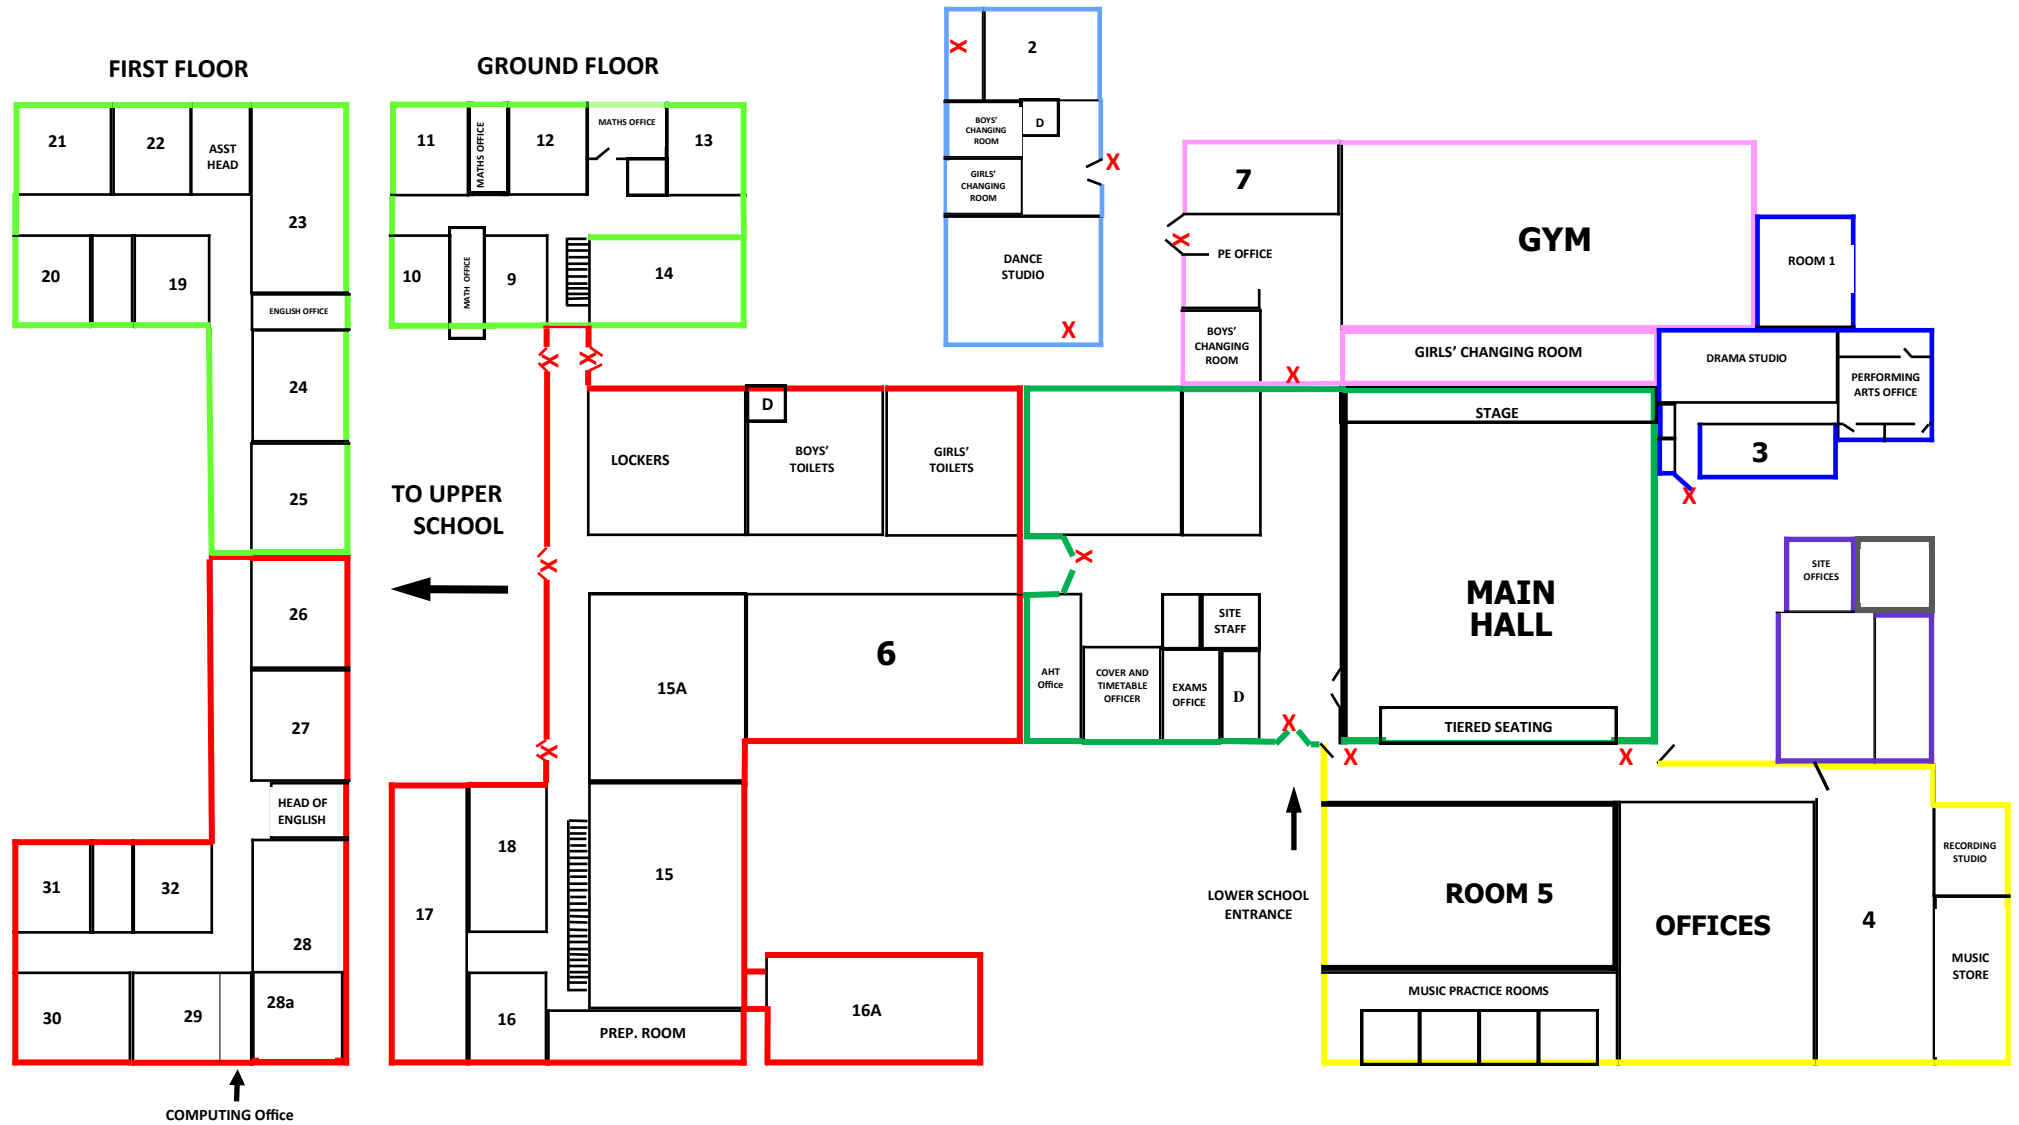 FIRST FLOOR
21
22
ASST
HEAD
23
20
19
ENGLISH OFFICE
24
25
26
27
HEAD OF
ENGLISH
31
32
28
30
29
28a
COMPUTING Office
GROUND FLOOR
11
MATHS OFFICE
12
MATHS OFFICE
13
10
MATH OFFICE
9
14
X
X
TO UPPER
SCHOOL
X
X
LOCKERS
D
BOYS'
TOILETS
GIRLS'
TOILETS
15A
6
18
17
15
16
PREP. ROOM
16A
X
2
BOYS'
CHANGING
ROOM
D
GIRLS'
CHANGING
ROOM
X
DANCE
STUDIO
X
7
X
PE OFFICE
GYM
BOYS'
CHANGING
ROOM
GIRLS' CHANGING ROOM
X
ROOM 1
DRAMA STUDIO
PERFORMING
ARTS OFFICE
3
X
STAGE
MAIN
HALL
TIERED SEATING
X
AHT
Office
COVER AND
TIMETABLE
OFFICER
SITE
STAFF
EXAMS
OFFICE
D
X
X
X
SITE
OFFICES
LOWER SCHOOL
ENTRANCE
ROOM 5
OFFICES
4
RECORDING
STUDIO
MUSIC
STORE
MUSIC PRACTICE ROOMS